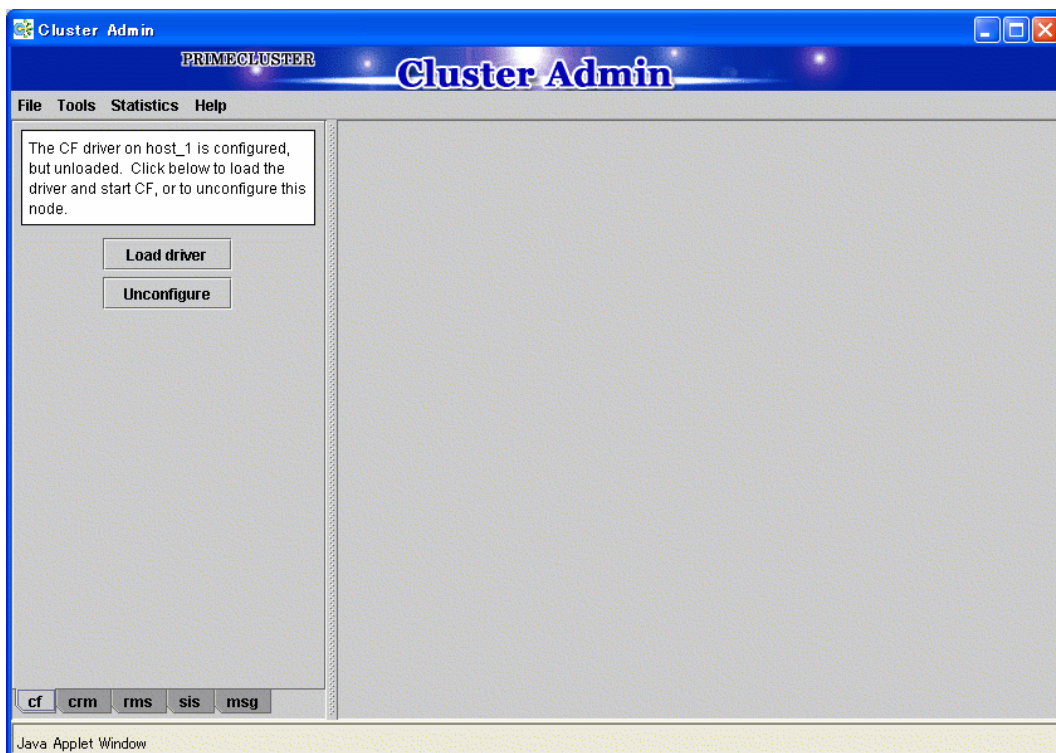 Cluster Admin
PRIMECLUSTER
Cluster Admin
File Tools Statistics Help
The CF driver on host_1 is configured,
but unloaded. Click below to load the
driver and start CF, or to unconfigure this
node.
Load driver
Unconfigure
cf crm rms sis msg
Java Applet Window